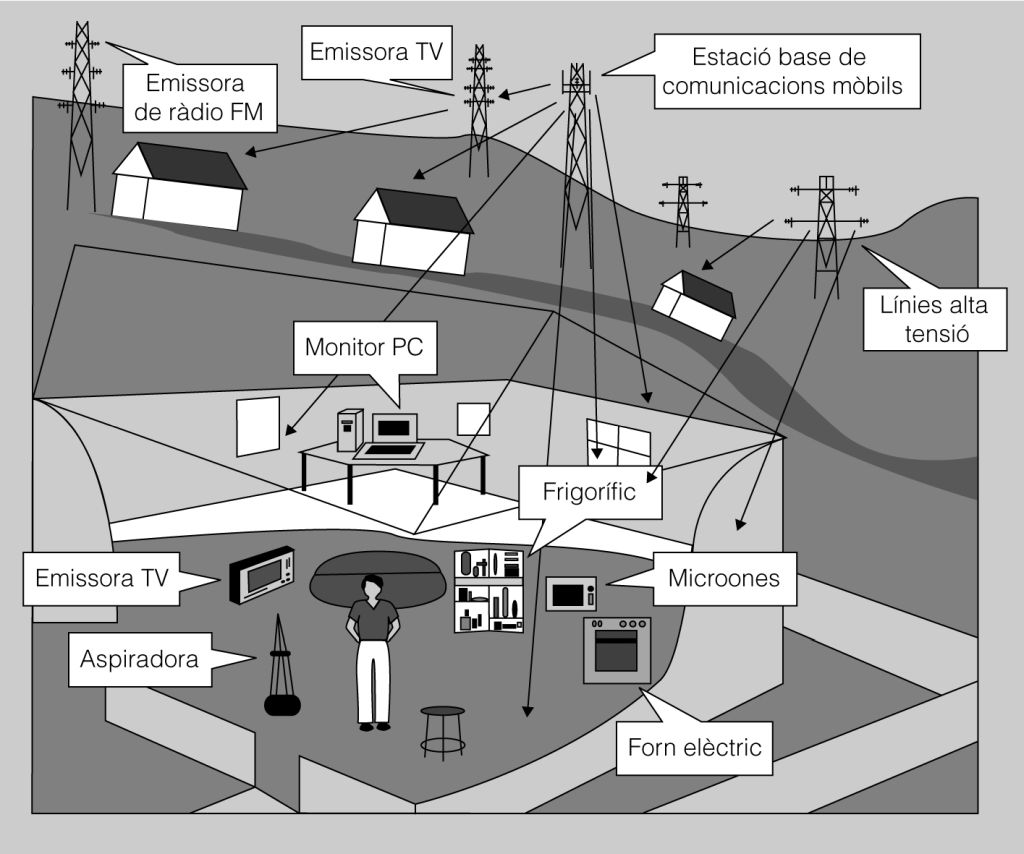 Emissora TV
Estació base de
comunicacions mòbils
Emissora
de ràdio FM
Línies alta
tensió
Monitor PC
Frigorífic
Emissora TV
Microones
Aspiradora
Forn elèctric